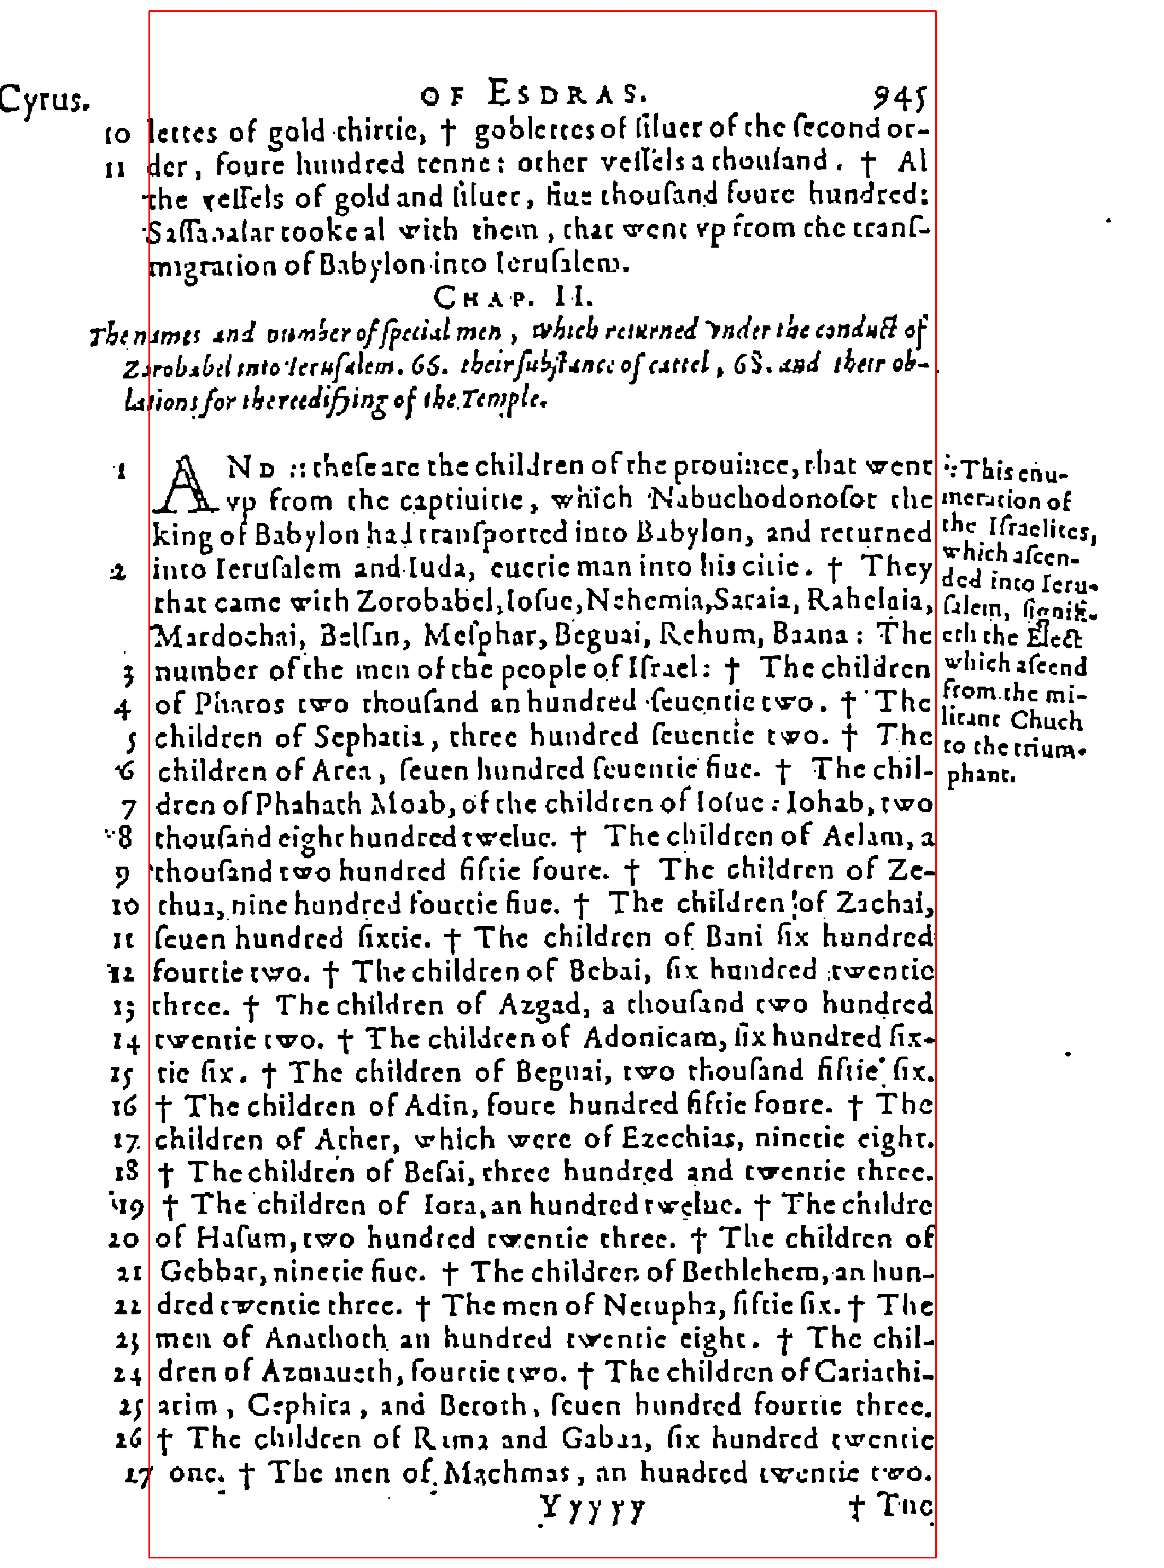 Cyrus. OF ESDRAS. 945
10 lettes of gold thirtie, † goblettes of ſiluer of the ſecond or-
11 der, foure hundred tenne: other veſſels a thouſand. † Al
the veſſels of gold and ſiluer, fiue thouſand foure hundred:
Saſſanaſar tooke al with them, that went vp from the tranſ-
migration of Babylon into Ieruſalem.
CHAP. II.
The names and number of ſpecial men, which returned vnder the conduct of
Zorobabel into Ieruſalem. 66. their ſubſtance of cattel, 68. and their ob-
lations for the reedifying of the Temple.
1 AND :: theſe are the children of the prouince, that went
vp from the captiuitie, which Nabuchodonoſor the
king of Babylon had tranſported into Babylon, and returned
2 into Ieruſalem and Iuda, euerie man into his citie. † They
that came with Zorobabel, Ioſue, Nehemia, Saraia, Rahelaia,
Mardochai, Belſan, Meſphar, Beguai, Rehum, Baana: The
3 number of the men of the people of Iſrael: † The children
4 of Pharos two thouſand an hundred ſeuentie two. † The
5 children of Sephatia, three hundred ſeuentie two. † The
6 children of Area, ſeuen hundred ſeuentie fiue. † The chil-
7 dren of Phahath Moab, of the children of Ioſue: Iohab, two
8 thouſand eight hundred twelue. † The children of Aelam, a
9 thouſand two hundred fiftie foure. † The children of Ze-
10 thua, nine hundred fourtie fiue. † The children of Zachai,
11 ſeuen hundred ſixtie. † The children of Bani ſix hundred
12 fourtie two. † The children of Bebai, ſix hundred twentie
13 three. † The children of Azgad, a thouſand two hundred
14 twentie two. † The children of Adonicam, ſix hundred ſix-
15 tie ſix. † The children of Beguai, two thouſand fiftie ſix.
16 † The children of Adin, foure hundred fiftie foure. † The
17 children of Ather, which were of Ezechias, ninetie eight.
18 † The children of Beſai, three hundred and twentie three.
19 † The children of Iora, an hundred twelue. † The childrē
20 of Haſum, two hundred twentie three. † The children of
21 Gebbar, ninetie fiue. † The children of Bethlehem, an hun-
22 dred twentie three. † The men of Netupha, fiftie ſix. † The
23 men of Anathoth an hundred twentie eight. † The chil-
24 dren of Azmaueth, fourtie two. † The children of Cariathi-
25 arim, Cephira, and Beroth, ſeuen hundred fourtie three.
26 † The children of Rama and Gabaa, ſix hundred twentie
27 one. † The men of Machmas, an hundred twentie two.
Yyyyy † The
:: This enu-
meration of
the Iſraelites,
which aſcen-
ded into Ieru-
ſalem, ſignifi-
eth the Elect
which aſcend
from the mi-
litant Chuch
to the trium-
phant.